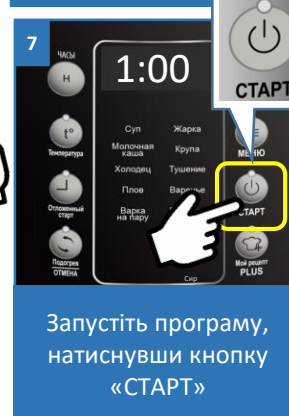 7
ЧАСЫ
Н
1:00
СТАРТ
t°
Температура
МЕНЮ
Суп
Жарка
Молочная
каша
Крупа
Холодец
Тушение
Плов
Варенье
Варка
на пару
Отложенный
старт
СТАРТ
Подогрев
ОТМЕНА
Мой рецепт
PLUS
Сыр
Запустіть програму,
натиснувши кнопку
«СТАРТ»